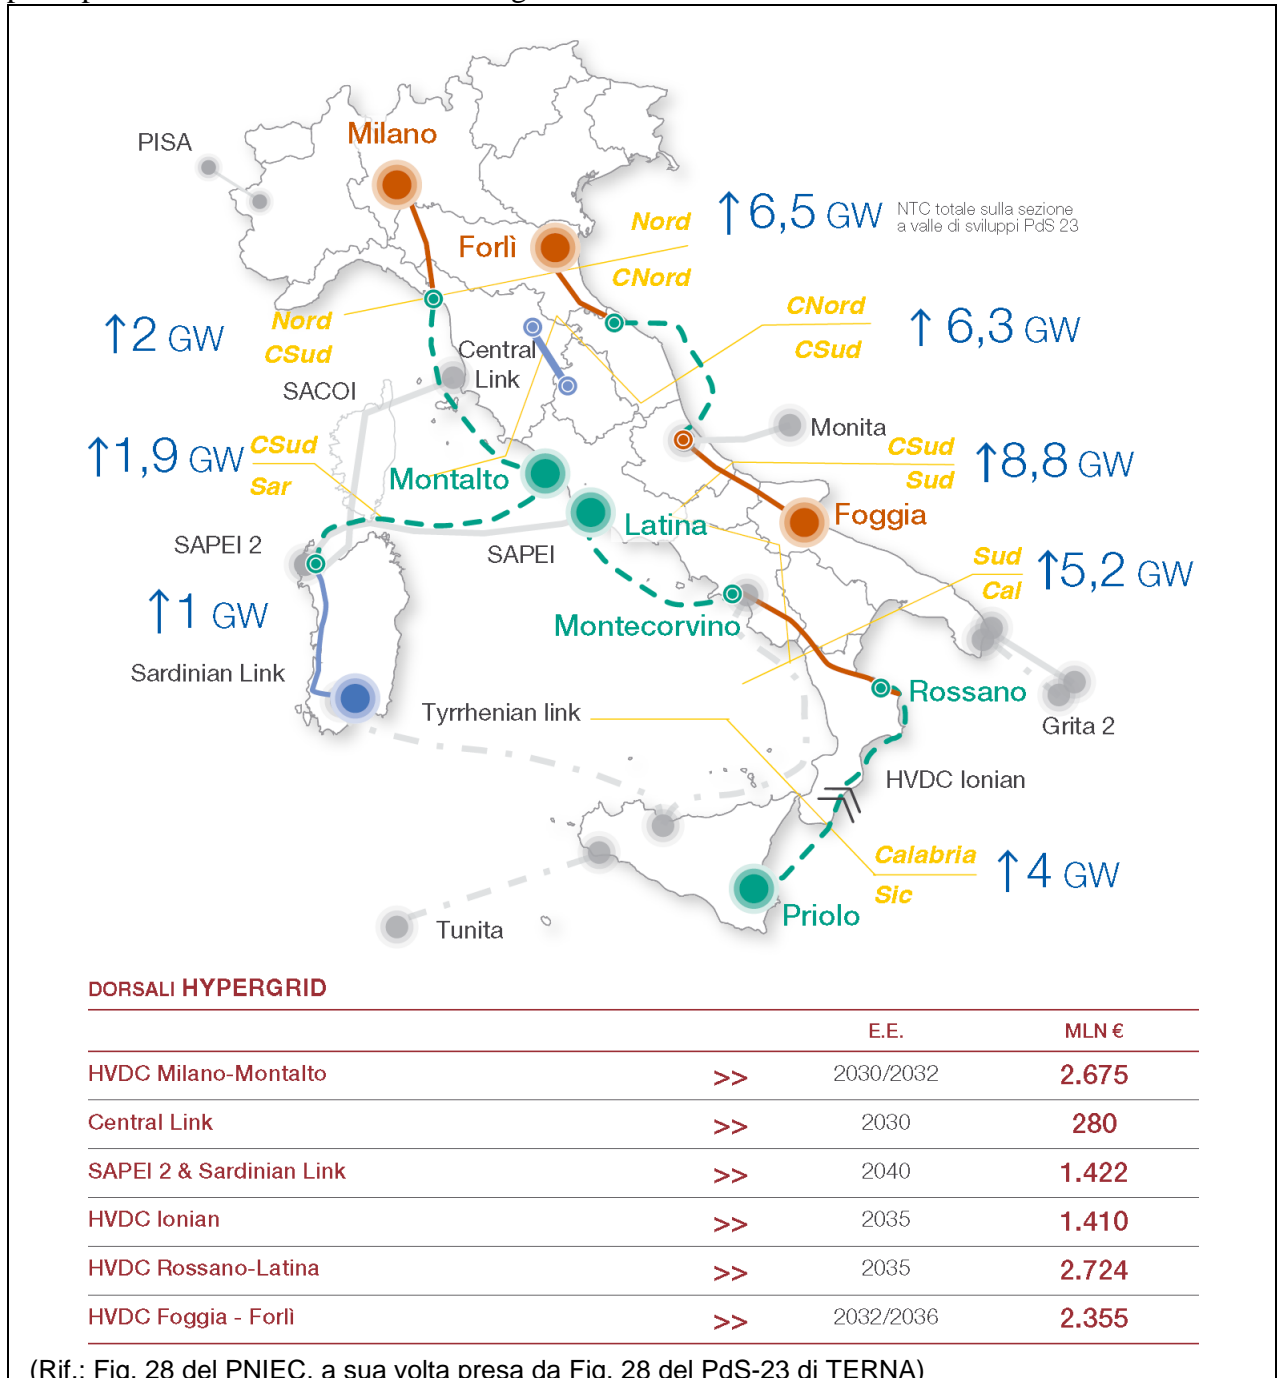 PISA
Milano
Nord
↑6,5 GW NTC totale sulla sezione
a valle di sviluppi PdS 23
Forlì
CNord
↑2 GW
Nord
CSud
CNord
CSud
↑ 6,3 GW
Central
Link
SACOI
Monita
↑1,9 GW
CSud
Sar
Montalto
CSud
Sud
↑8,8 GW
Latina
Foggia
SAPEI 2
SAPEI
Sud
Cal
↑5,2 GW
↑1 GW
Montecorvino
Sardinian Link
Rossano
Tyrrhenian link
Grita 2
HVDC Ionian
Calabria
Sic
↑4 GW
Priolo
Tunita
DORSALI HYPERGRID
E.E. MLN €
HVDC Milano-Montalto >> 2030/2032 2.675
Central Link >> 2030 280
SAPEI 2 & Sardinian Link >> 2040 1.422
HVDC Ionian >> 2035 1.410
HVDC Rossano-Latina >> 2035 2.724
HVDC Foggia - Forlì >> 2032/2036 2.355
(Rif.: Fig. 28 del PNIEC, a sua volta presa da Fig. 28 del PdS-23 di TERNA)